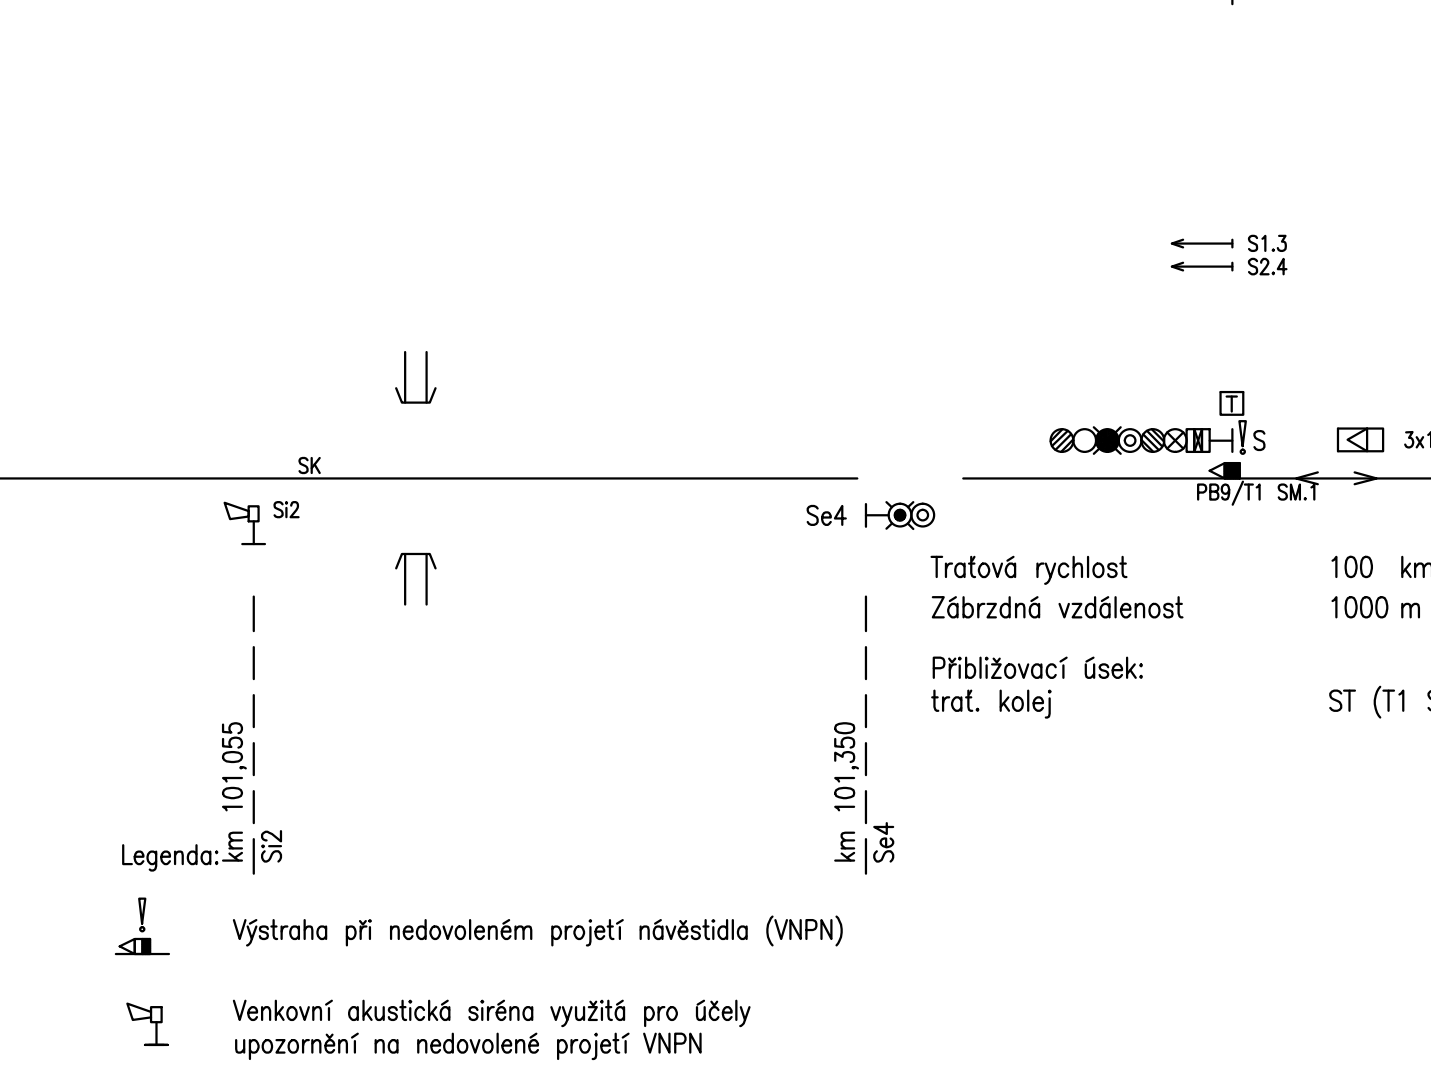 S1.3
S2.4
T
S
3x1
SK
PB9/T1 SM.1
Si2
Se4
Traťová rychlost 100 km
Zábrzdná vzdálenost 1000 m
Přibližovací úsek:
trať. kolej ST (T1 S
km 101,055
Si2
km 101,350
Se4
Legenda:
Výstraha při nedovoleném projetí návěstidla (VNPN)
Venkovní akustická siréna využitá pro účely
upozornění na nedovolené projetí VNPN